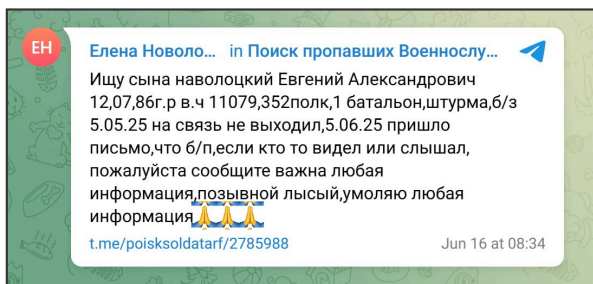 ЕН
Елена Новоло... in Поиск пропавших Военнослу...
Ищу сына наволоцкий Евгений Александрович
12,07,86г.р в.ч 11079,352полк,1 батальон,штурма,б/з
5.05.25 на связь не выходил,5.06.25 пришло
письмо,что б/п,если кто то видел или слышал,
пожалуйста сообщите важна любая
информация,позывной лысый,умоляю любая
информация🙏🙏🙏
t.me/poisksoldatarf/2785988 Jun 16 at 08:34